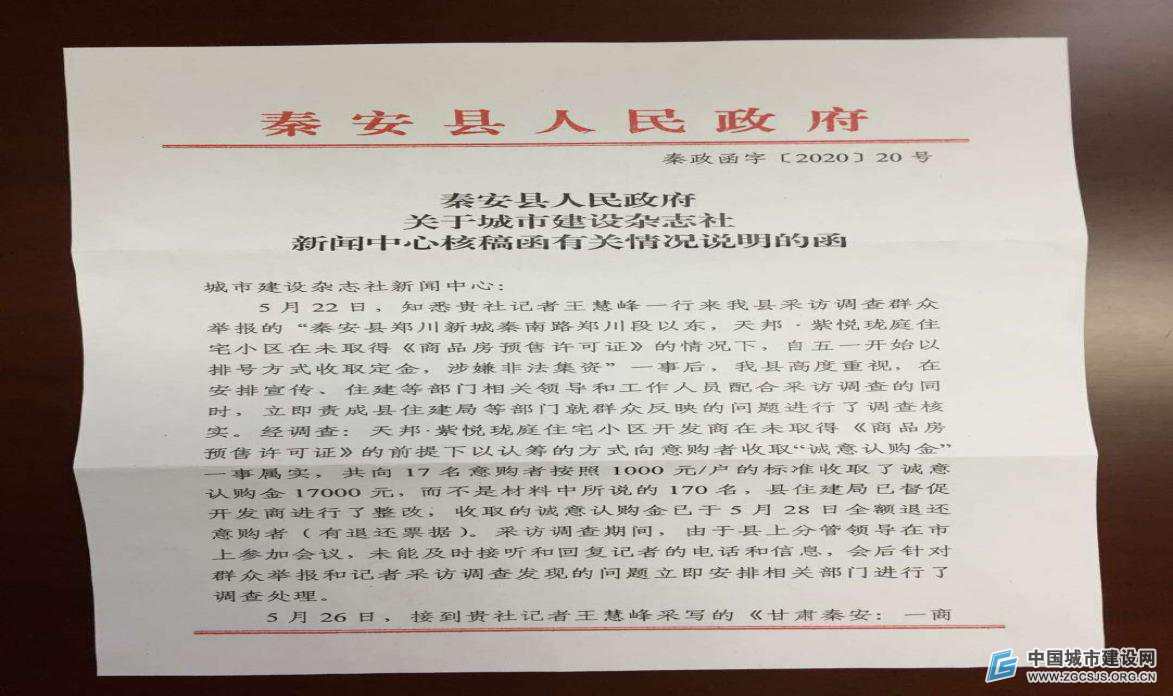 秦安县人民政府
秦政函字〔2020〕20号
秦安县人民政府
关于城市建设杂志社
新闻中心核稿函有关情况说明的函
城市建设杂志社新闻中心：
5月22日，知悉贵社记者王慧峰一行来我县采访调查群众
举报的“秦安县郑川新城秦南路郑川段以东，天邦·紫悦珑庭住
宅小区在未取得《商品房预售许可证》的情况下，自五一开始以
排号方式收取定金，涉嫌非法集资”一事后，我县高度重视，在
安排宣传、住建等部门相关领导和工作人员配合采访调查的同
时，立即责成县住建局等部门就群众反映的问题进行了调查核
实。经调查：天邦·紫悦珑庭住宅小区开发商在未取得《商品房
预售许可证》的前提下以认筹的方式向意购者收取“诚意认购金”
一事属实，共向17名意购者按照1000元/户的标准收取了诚意
认购金17000元，而不是材料中所说的170名，县住建局已督促
开发商进行了整改，收取的诚意认购金已于5月28日全额退还
意购者（有退还票据）。采访调查期间，由于县上分管领导在市
上参加会议，未能及时接听和回复记者的电话和信息，会后针对
群众举报和记者采访调查发现的问题立即安排相关部门进行了
调查处理。
5月26日，接到贵社记者王慧峰采写的《甘肃秦安：一商
中国城市建设网
WWW.ZGCSJS.ORG.CN